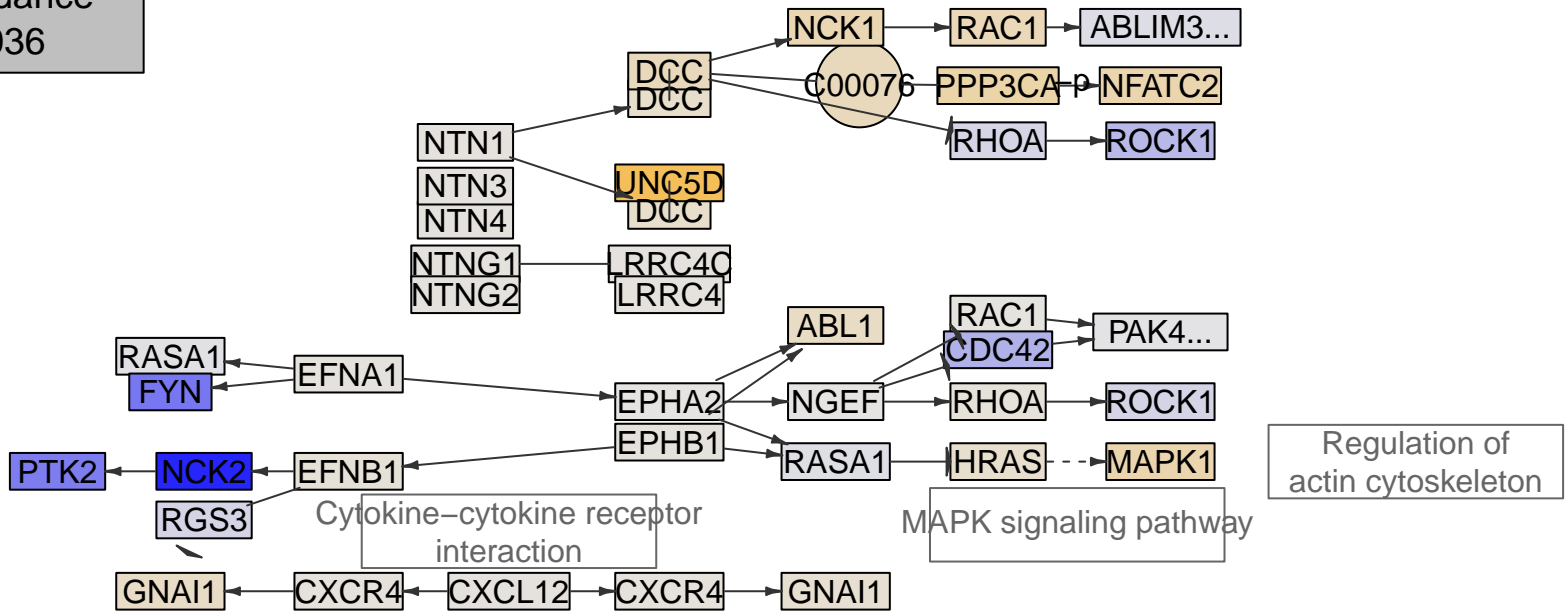 036
NCK1
RAC1
ABLIM3...
DCC
DCC
C00076
PPP3CA
−p
NFATC2
NTN1
RHOA
ROCK1
NTN3
UNC5D
NTN4
DCC
NTNG1
LRRC4C
NTNG2
LRRC4
ABL1
RAC1
PAK4...
RASA1
CDC42
FYN
EFNA1
EPHA2
NGEF
RHOA
ROCK1
EPHB1
PTK2
NCK2
EFNB1
RASA1
HRAS
MAPK1
Regulation of
actin cytoskeleton
RGS3
Cytokine−cytokine receptor
interaction
MAPK signaling pathway
GNAI1
CXCR4
CXCL12
CXCR4
GNAI1